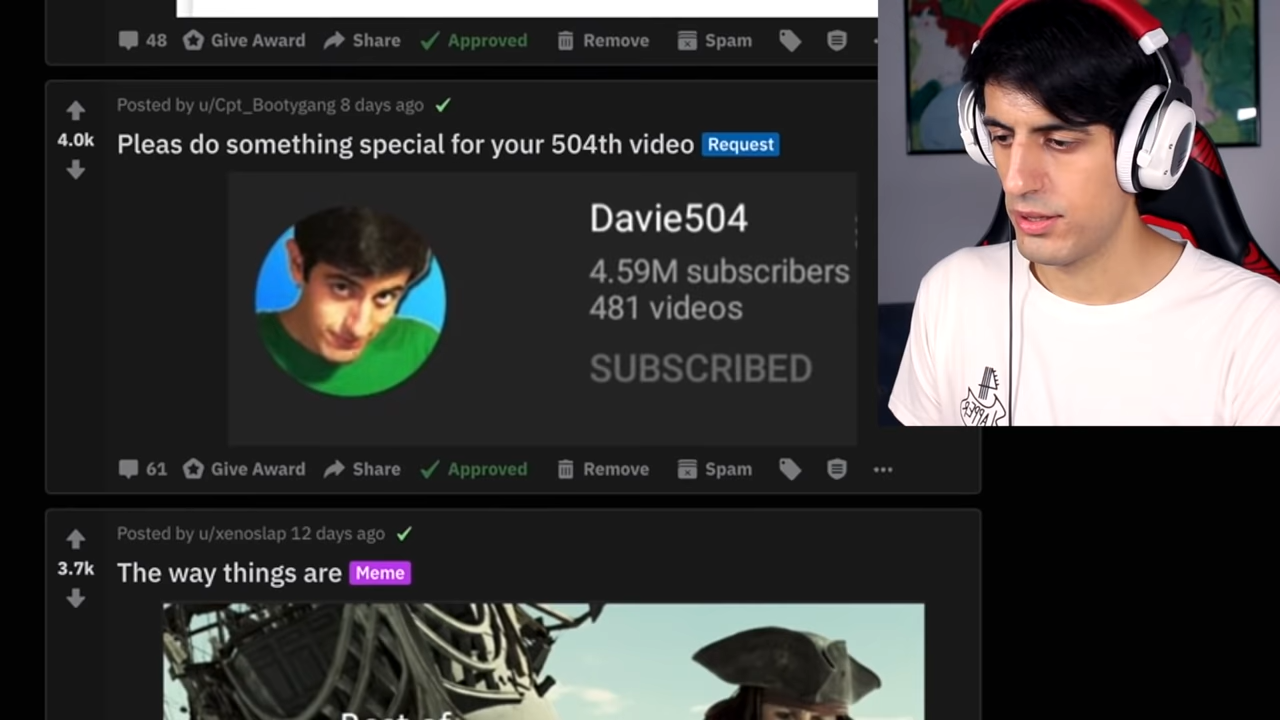 48 Give Award Share Approved Remove Spam
Posted by u/Cpt_Bootygang 8 days ago
4.0k
Pleas do something special for your 504th video Request
Davie504
4.59M subscribers
481 videos
SUBSCRIBED
61 Give Award Share Approved Remove Spam
Posted by u/xenoslap 12 days ago
3.7k
The way things are Meme